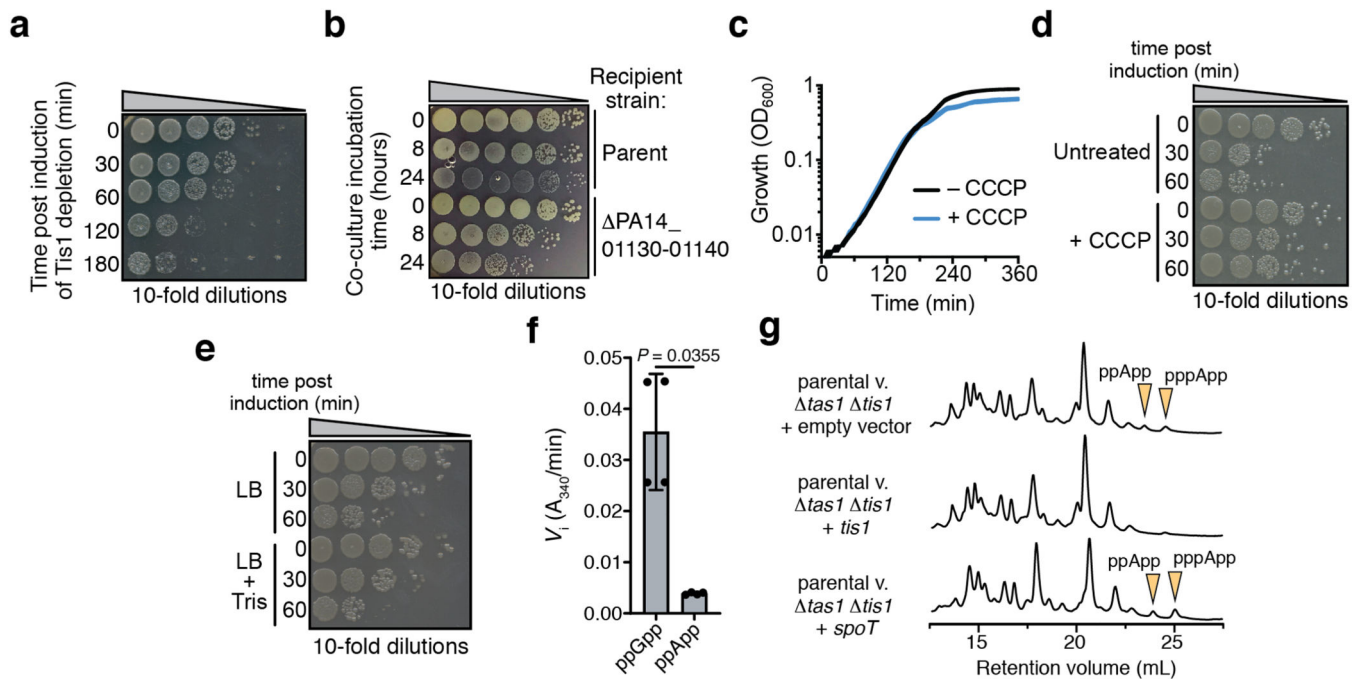 a
Time post induction
of Tis1 depletion (min)
0
30
60
120
180
10-fold dilutions
b
Co-culture incubation
time (hours)
0
8
24
0
8
24
Recipient
strain:
Parent
ΔPA14_
01130-01140
10-fold dilutions
c
Growth (OD600)
1
0.1
0.01
– CCCP
+ CCCP
0 120 240 360
Time (min)
d
time post
induction (min)
Untreated
0
30
60
+ CCCP
0
30
60
10-fold dilutions
e
time post
induction (min)
LB
0
30
60
LB
+
Tris
0
30
60
10-fold dilutions
f
P = 0.0355
Vi (A340/min)
0.05
0.04
0.03
0.02
0.01
0.00
ppGpp
ppApp
g
parental v.
Δtas1 Δtis1
+ empty vector
ppApp
pppApp
parental v.
Δtas1 Δtis1
+ tis1
parental v.
Δtas1 Δtis1
+ spoT
ppApp
pppApp
15 20 25
Retention volume (mL)